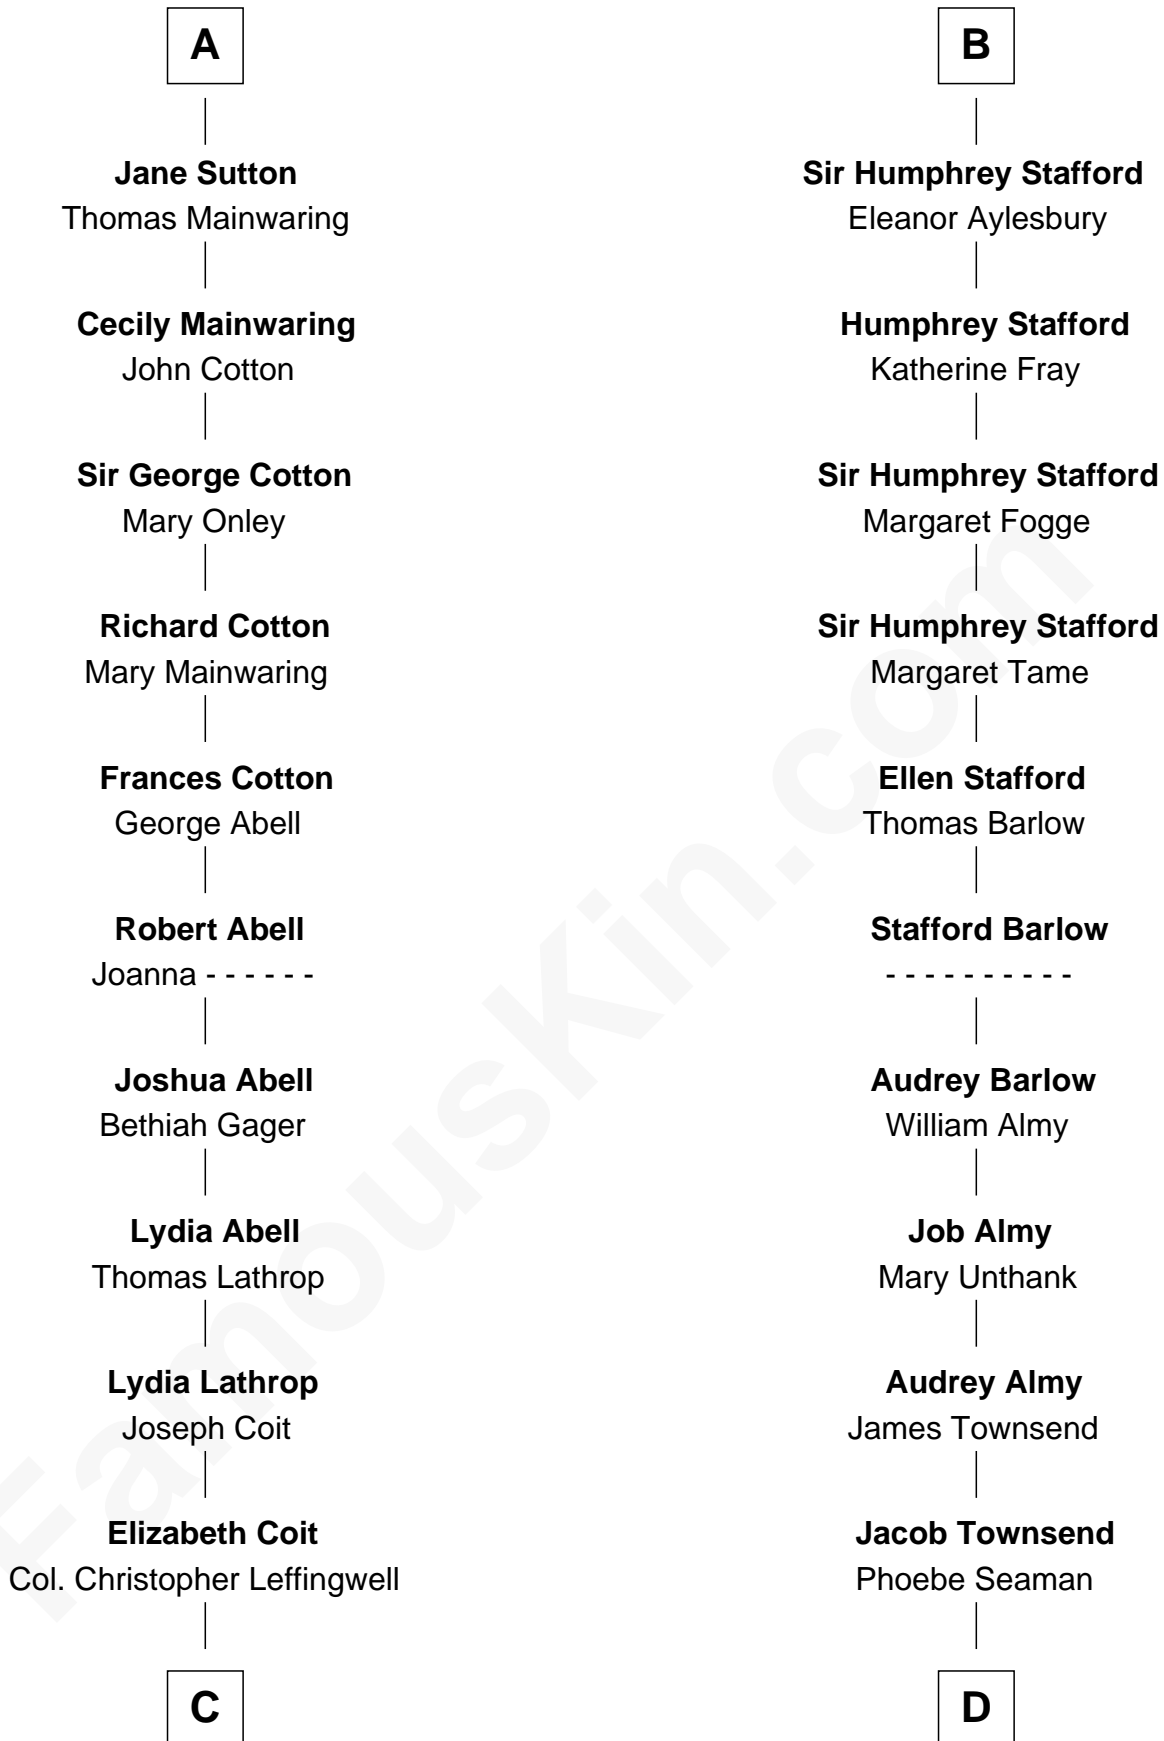 A
Jane Sutton
Thomas Mainwaring
Cecily Mainwaring
John Cotton
Sir George Cotton
Mary Onley
Richard Cotton
Mary Mainwaring
Frances Cotton
George Abell
Robert Abell
Joanna - - - - - -
Joshua Abell
Bethiah Gager
Lydia Abell
Thomas Lathrop
Lydia Lathrop
Joseph Coit
Elizabeth Coit
Col. Christopher Leffingwell
C
B
Sir Humphrey Stafford
Eleanor Aylesbury
Humphrey Stafford
Katherine Fray
Sir Humphrey Stafford
Margaret Fogge
Sir Humphrey Stafford
Margaret Tame
Ellen Stafford
Thomas Barlow
Stafford Barlow
- - - - - - - - - -
Audrey Barlow
William Almy
Job Almy
Mary Unthank
Audrey Almy
James Townsend
Jacob Townsend
Phoebe Seaman
D
FamousKin.com